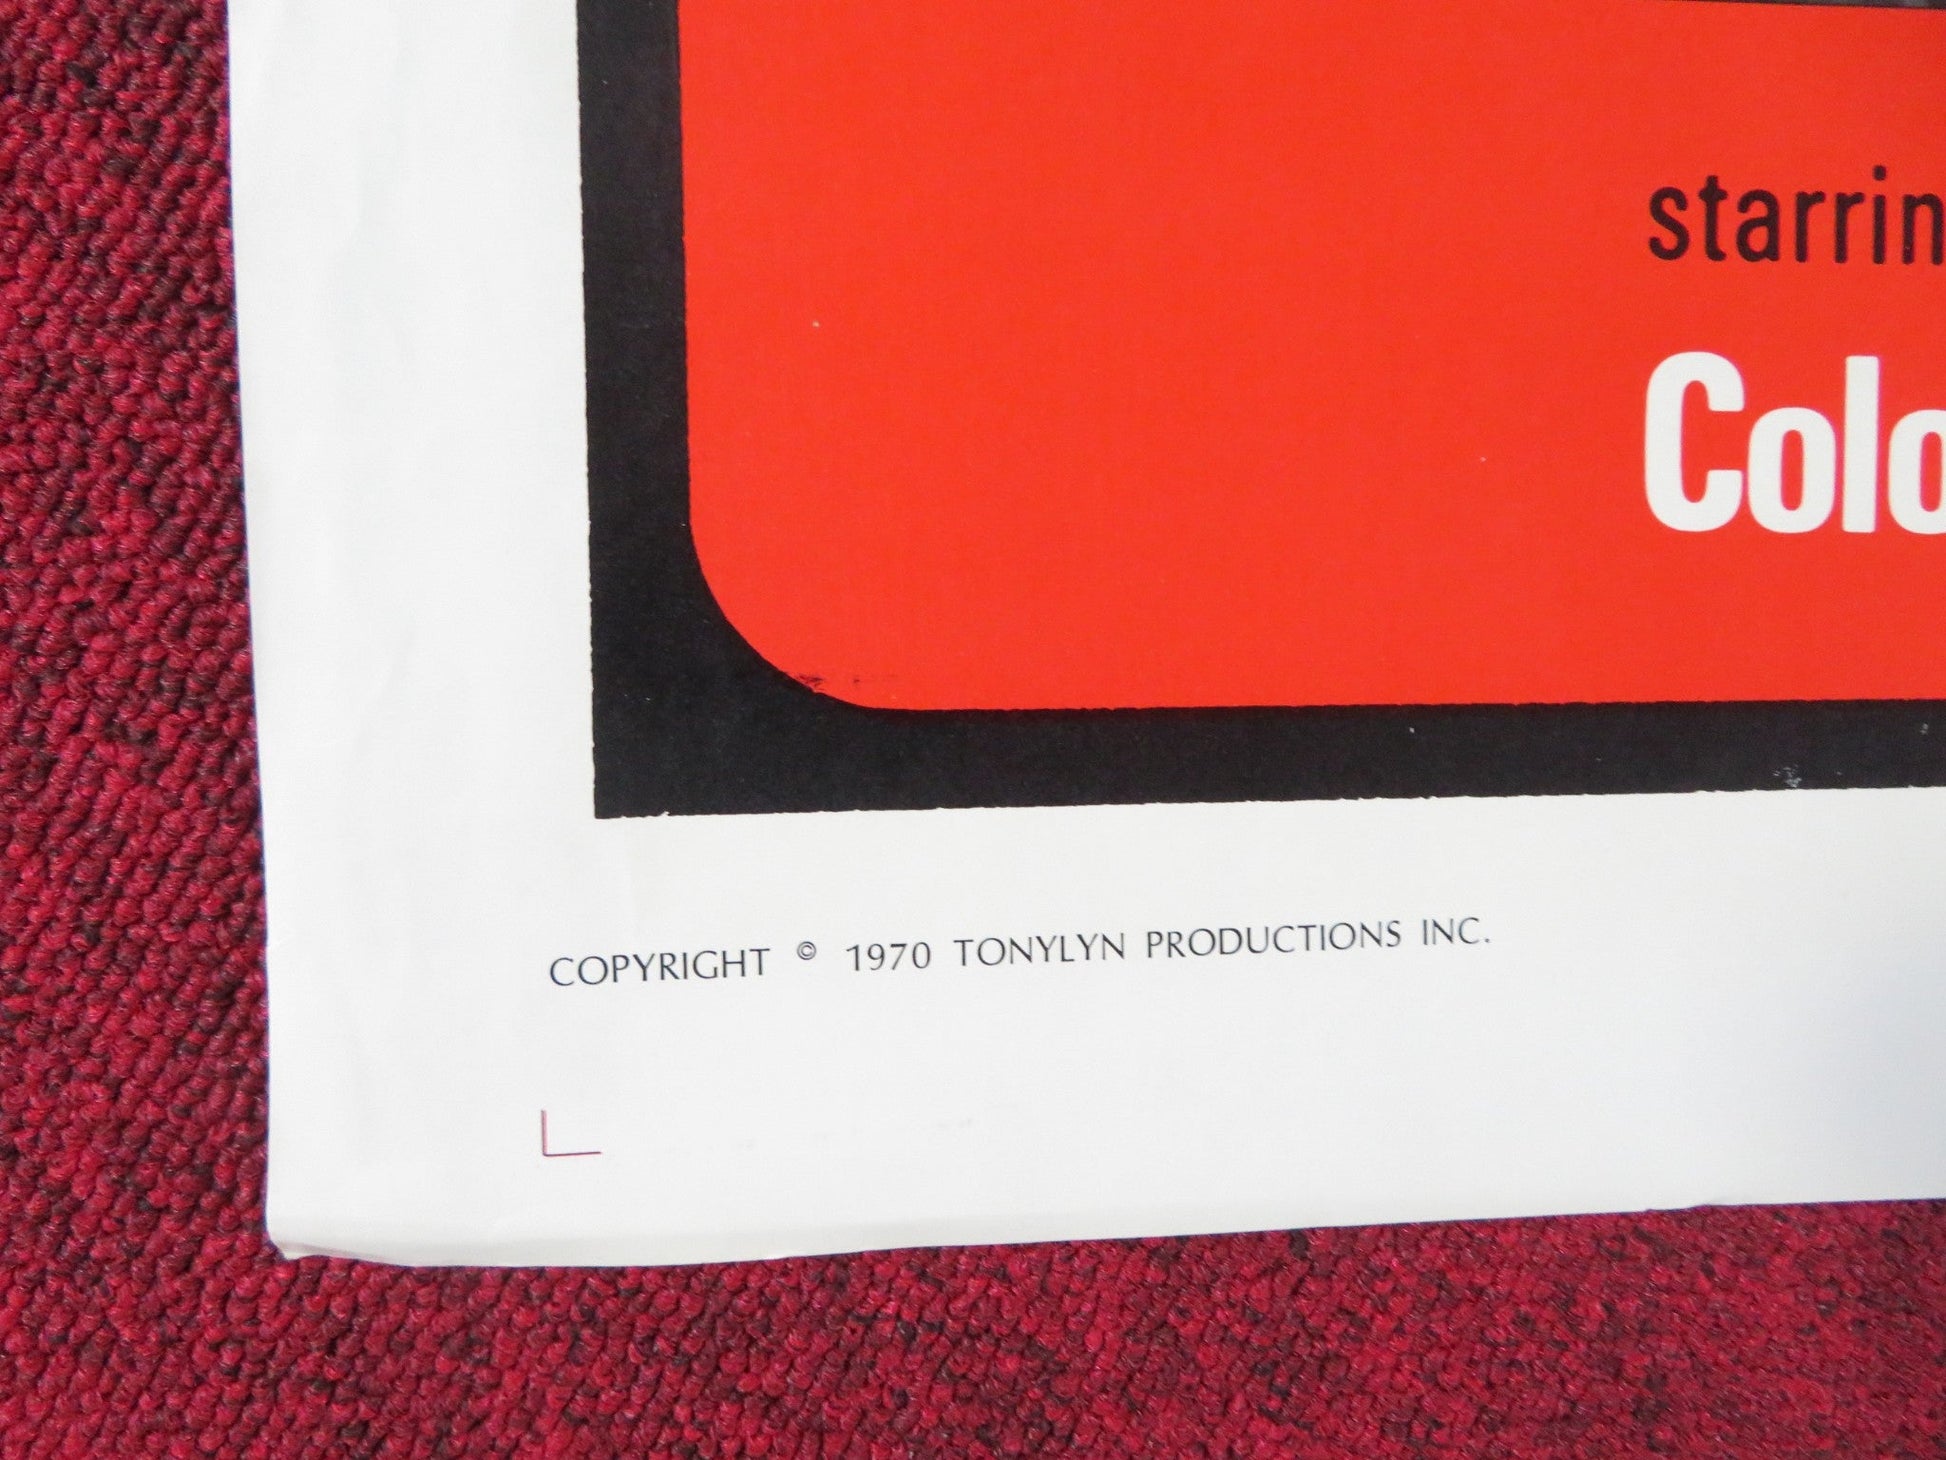 starrin
Colo
COPYRIGHT © 1970 TONYLYN PRODUCTIONS INC.